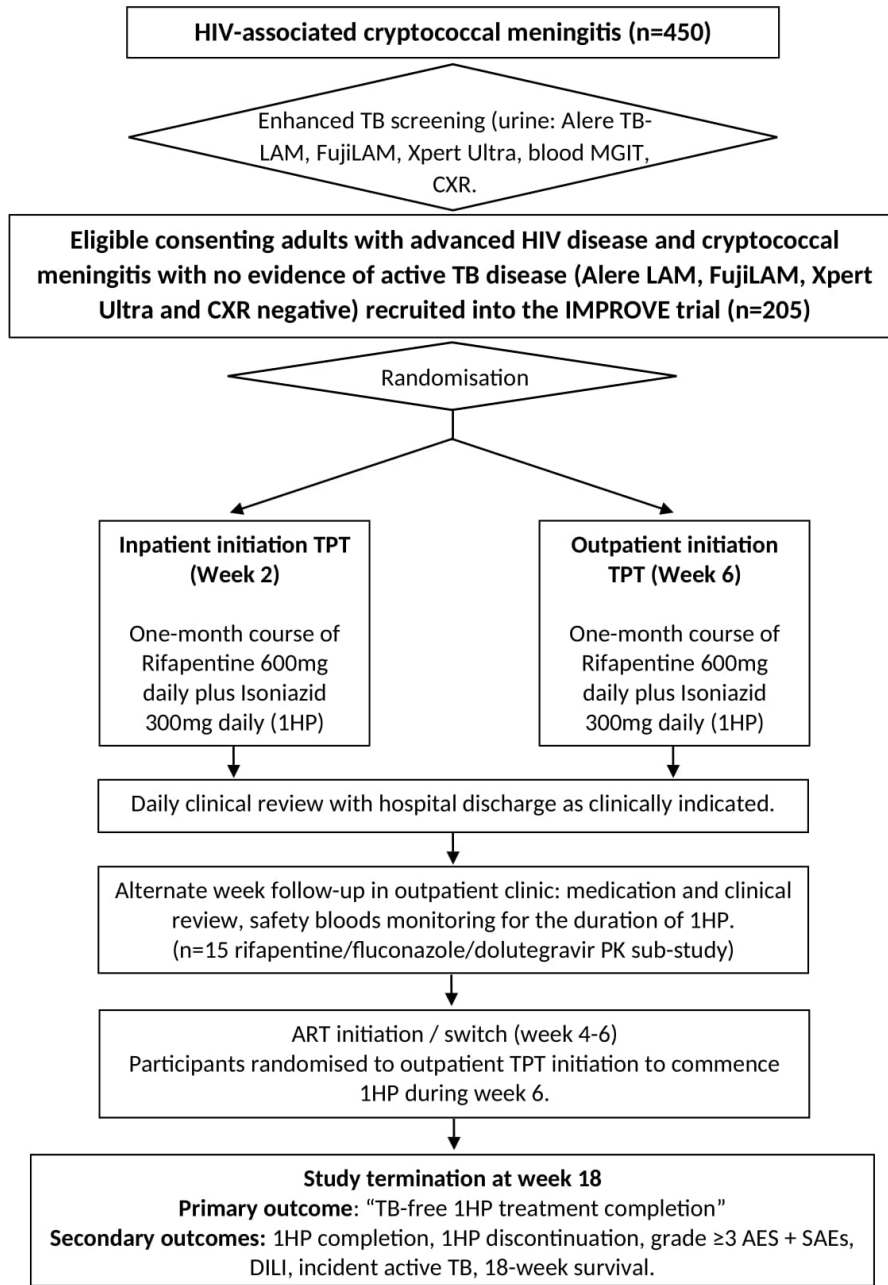 HIV-associated cryptococcal meningitis (n=450)
Enhanced TB screening (urine: Alere TB-
LAM, FujiLAM, Xpert Ultra, blood MGIT,
CXR.
Eligible consenting adults with advanced HIV disease and cryptococcal
meningitis with no evidence of active TB disease (Alere LAM, FujiLAM, Xpert
Ultra and CXR negative) recruited into the IMPROVE trial (n=205)
Randomisation
Inpatient initiation TPT
(Week 2)
One-month course of
Rifapentine 600mg
daily plus Isoniazid
300mg daily (1HP)
Outpatient initiation
TPT (Week 6)
One-month course of
Rifapentine 600mg
daily plus Isoniazid
300mg daily (1HP)
Daily clinical review with hospital discharge as clinically indicated.
Alternate week follow-up in outpatient clinic: medication and clinical
review, safety bloods monitoring for the duration of 1HP.
(n=15 rifapentine/fluconazole/dolutegravir PK sub-study)
ART initiation / switch (week 4-6)
Participants randomised to outpatient TPT initiation to commence
1HP during week 6.
Study termination at week 18
Primary outcome: “TB-free 1HP treatment completion”
Secondary outcomes: 1HP completion, 1HP discontinuation, grade ≥3 AES + SAEs,
DILI, incident active TB, 18-week survival.